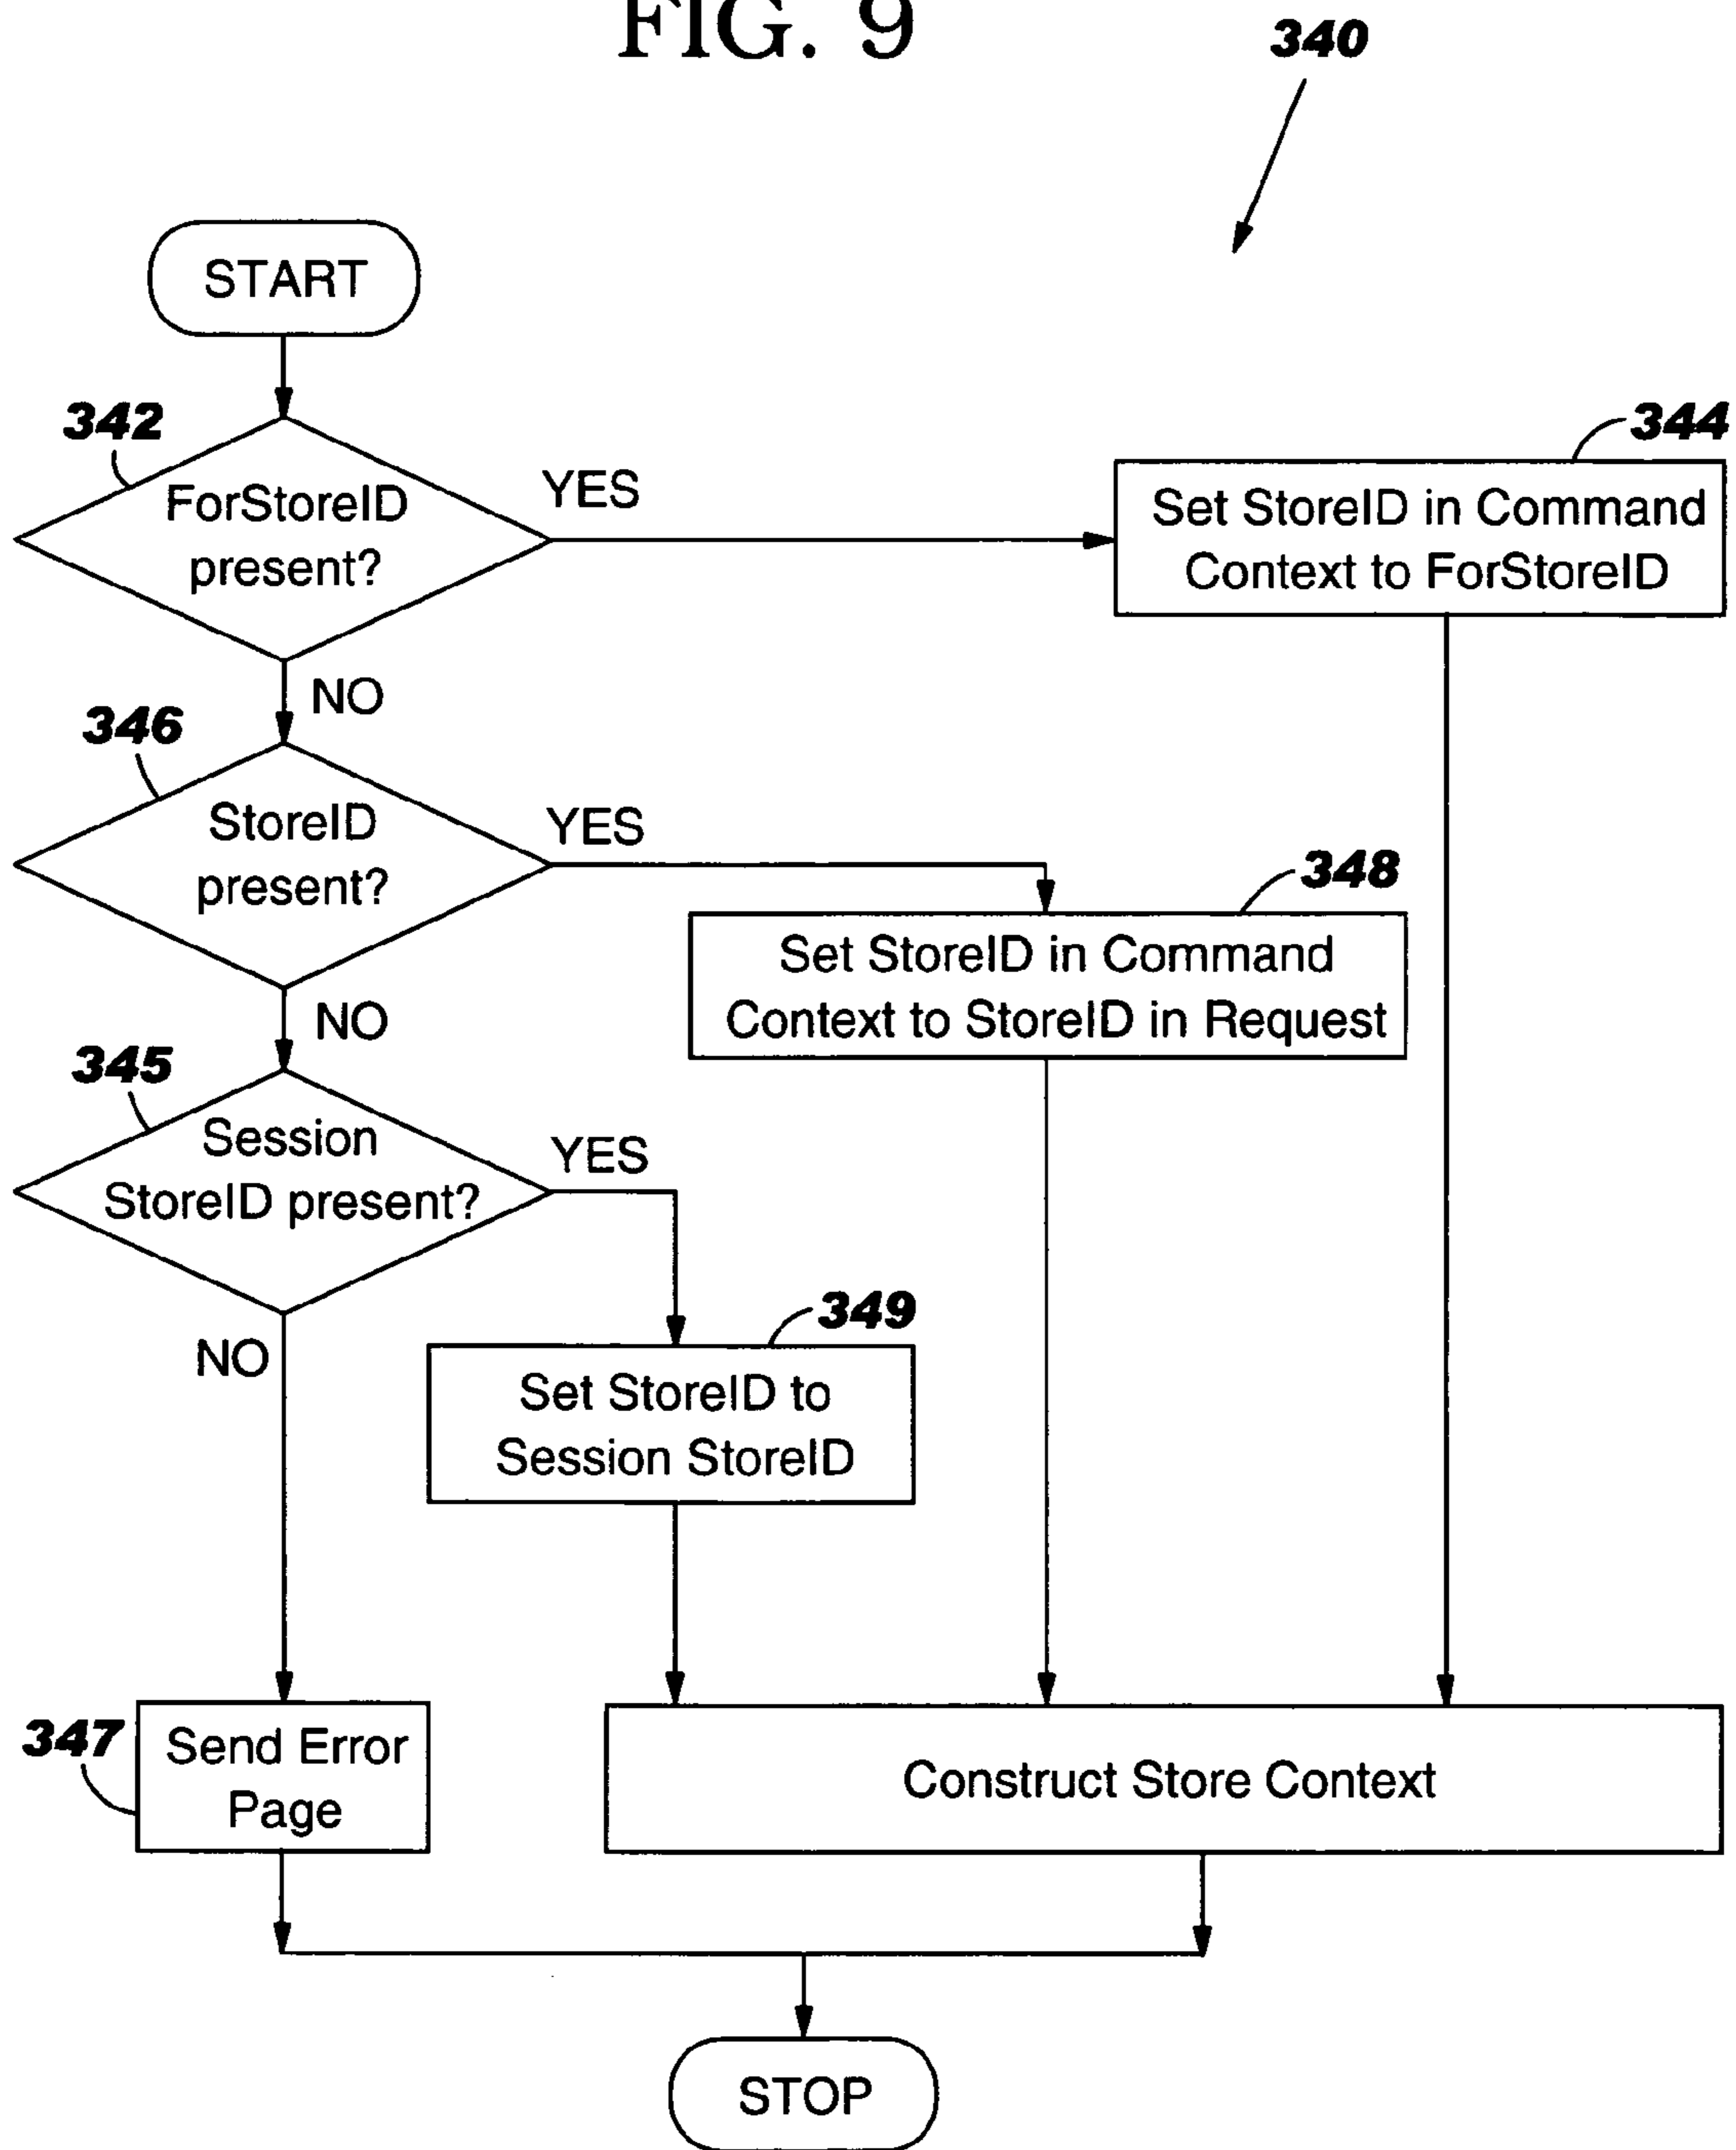 FIG. 9
340
START
342
ForStoreID
present?
YES
344
Set StoreID in Command
Context to ForStoreID
NO
346
StoreID
present?
YES
348
Set StoreID in Command
Context to StoreID in Request
NO
345
Session
StoreID present?
YES
349
Set StoreID to
Session StoreID
NO
347
Send Error
Page
Construct Store Context
STOP